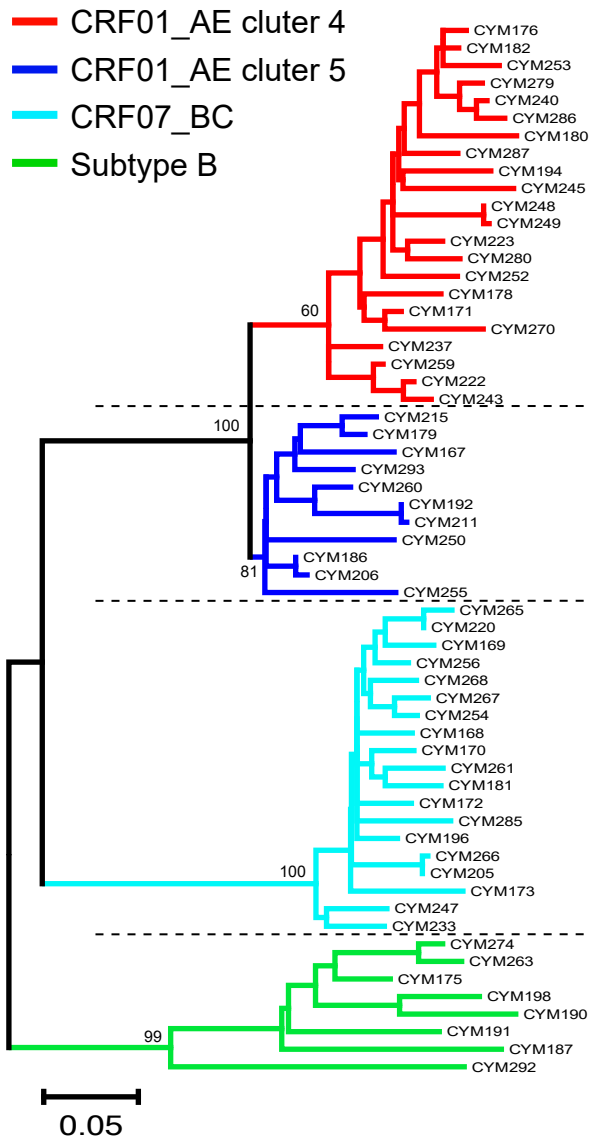 CRF01_AE cluter 4
CRF01_AE cluter 5
CRF07_BC
Subtype B
CYM176
CYM182
CYM253
CYM279
CYM240
CYM286
CYM180
CYM287
CYM194
CYM245
CYM248
CYM249
CYM223
CYM280
CYM252
CYM178
60
CYM171
CYM270
CYM237
CYM259
CYM222
CYM243
CYM215
100
CYM179
CYM167
CYM293
CYM260
CYM192
CYM211
CYM250
CYM186
81
CYM206
CYM255
CYM265
CYM220
CYM169
CYM256
CYM268
CYM267
CYM254
CYM168
CYM170
CYM261
CYM181
CYM172
CYM285
CYM196
CYM266
100
CYM205
CYM173
CYM247
CYM233
CYM274
CYM263
CYM175
CYM198
CYM190
CYM191
99
CYM187
CYM292
0.05